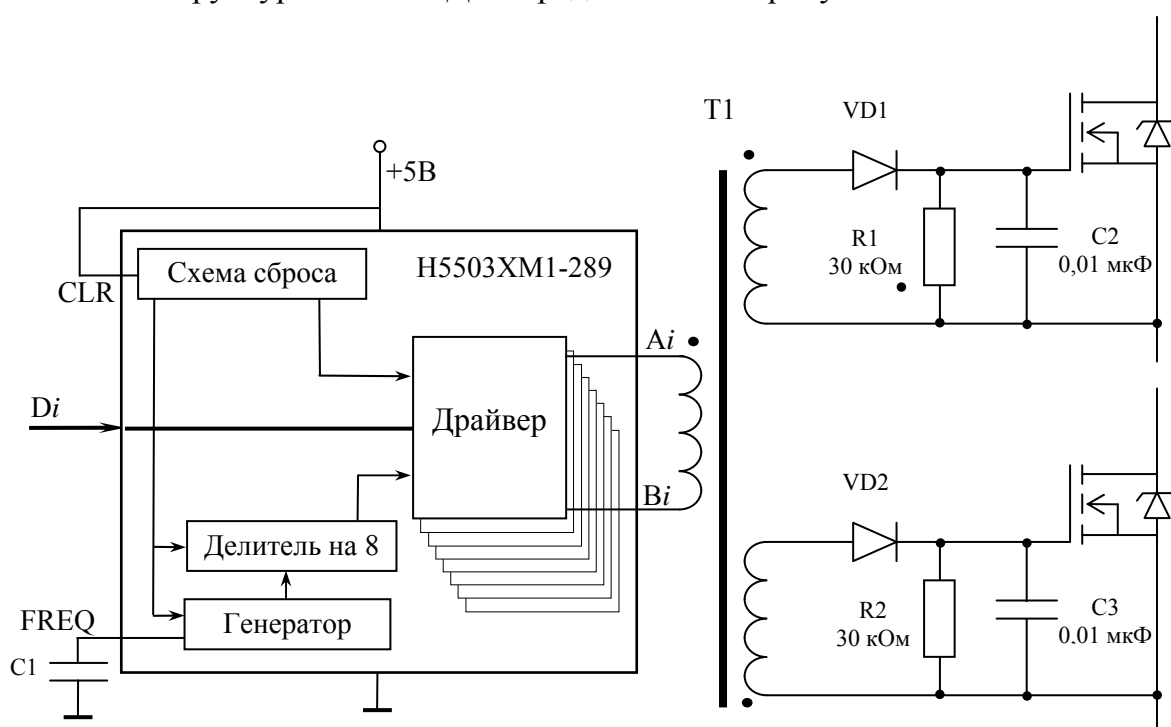 T1
VD1
+5В
R1
30 кОм
C2
0,01 мкФ
Схема сброса
Н5503ХМ1-289
CLR
Ai
Di
Драйвер
Bi
VD2
Делитель на 8
Генератор
FREQ
C1
R2
30 кОм
C3
0,01 мкФ